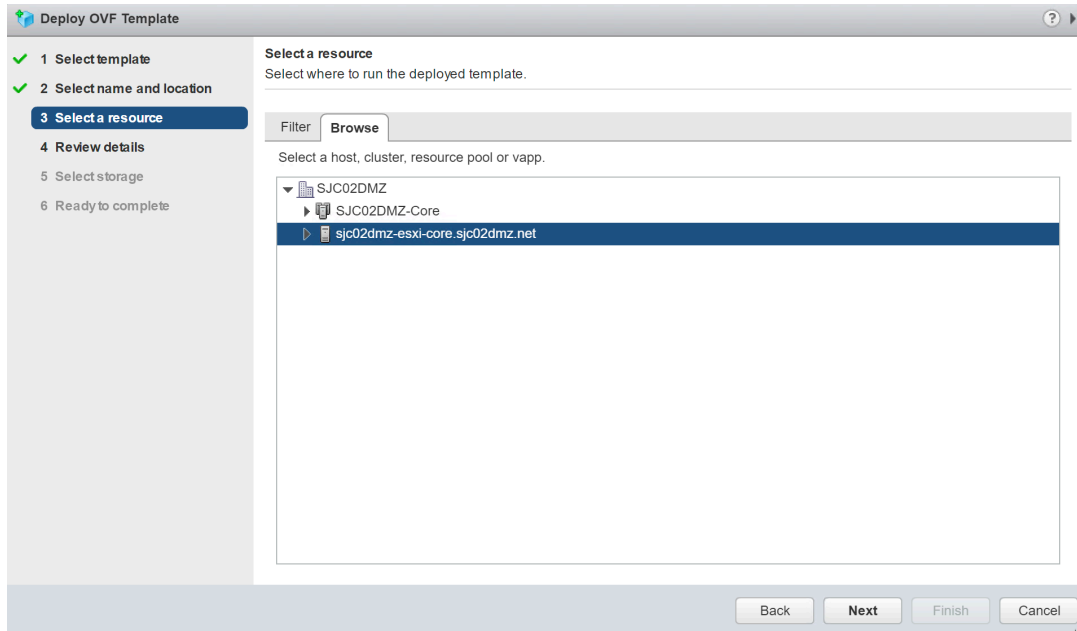 Deploy OVF Template
?
1 Select template
2 Select name and location
3 Select a resource
4 Review details
5 Select storage
6 Ready to complete
Select a resource
Select where to run the deployed template.
Filter Browse
Select a host, cluster, resource pool or vapp.
SJC02DMZ
SJC02DMZ-Core
sjc02dmz-esxi-core.sjc02dmz.net
Back Next Finish Cancel